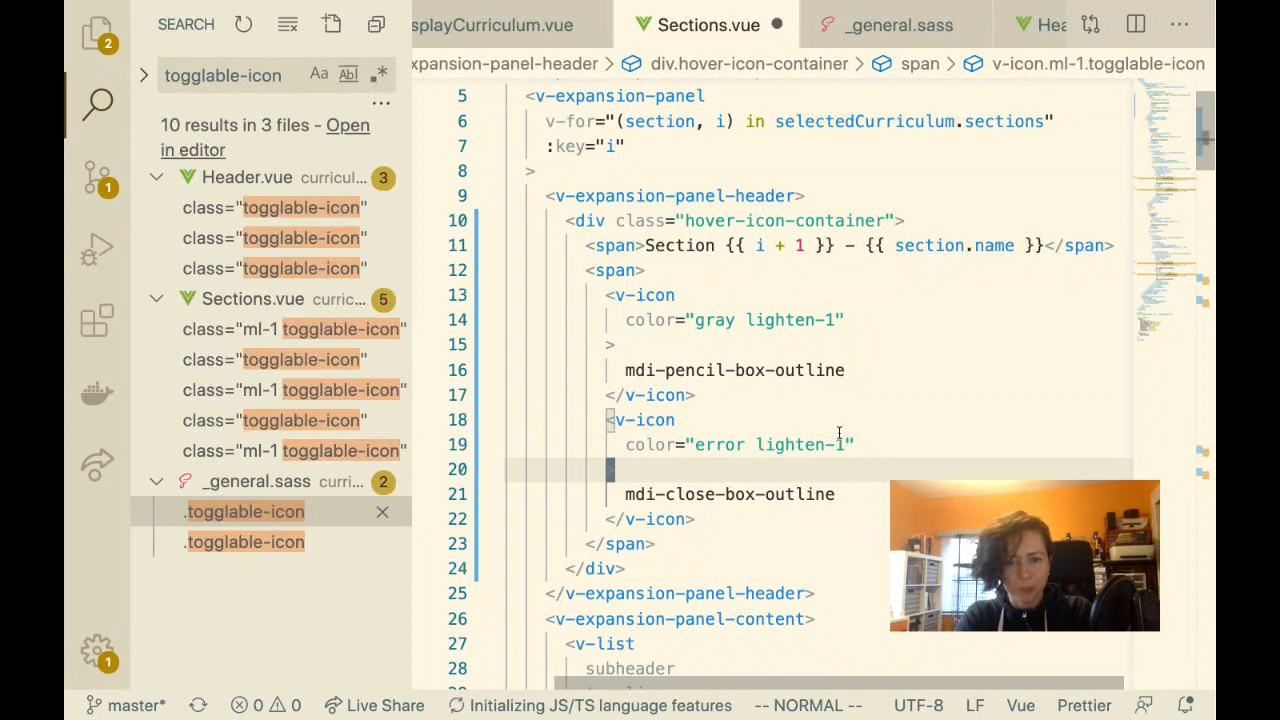 SEARCH
togglable-icon
Aa
Abl
10 results in 3 files - Open
in editor
Header.vue curricul... 3
class="togglable-icon"
class="togglable-icon"
class="togglable-icon"
Sections.vue curric... 5
class="ml-1 togglable-icon"
class="togglable-icon"
class="ml-1 togglable-icon"
class="togglable-icon"
class="ml-1 togglable-icon"
_general.sass curri... 2
.togglable-icon
.togglable-icon
2
1
1
splayCurriculum.vue
Sections.vue
_general.sass
Hea
xpansion-panel-header > div.hover-icon-container > span > v-icon.ml-1.togglable-icon
5 <v-expansion-panel
6 v-for="(section, i) in selectedCurriculum.sections"
7 :key="i"
8 >
9 <v-expansion-panel-header>
10 <div class="hover-icon-container">
11 <span>Section {{ i + 1 }} - {{ section.name }}</span>
12 <span>
13 <v-icon
14 color="gray lighten-1"
15 >
16 mdi-pencil-box-outline
17 </v-icon>
18 <v-icon
19 color="error lighten-1"
20 >
21 mdi-close-box-outline
22 </v-icon>
23 </span>
24 </div>
25 </v-expansion-panel-header>
26 <v-expansion-panel-content>
27 <v-list
28 subheader
master* 0 0 Live Share Initializing JS/TS language features -- NORMAL -- UTF-8 LF Vue Prettier